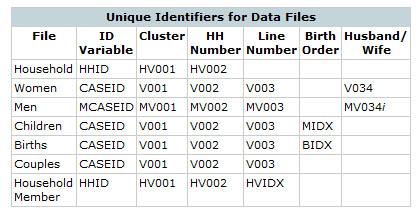 Unique Identifiers for Data Files
File ID Variable Cluster HH Number Line Number Birth Order Husband/ Wife
Household HHID HV001 HV002
Women CASEID V001 V002 V003 V034
Men MCASEID MV001 MV002 MV003 MV034i
Children CASEID V001 V002 V003 MIDX
Births CASEID V001 V002 V003 BIDX
Couples CASEID V001 V002 V003
Household Member HHID HV001 HV002 HVIDX